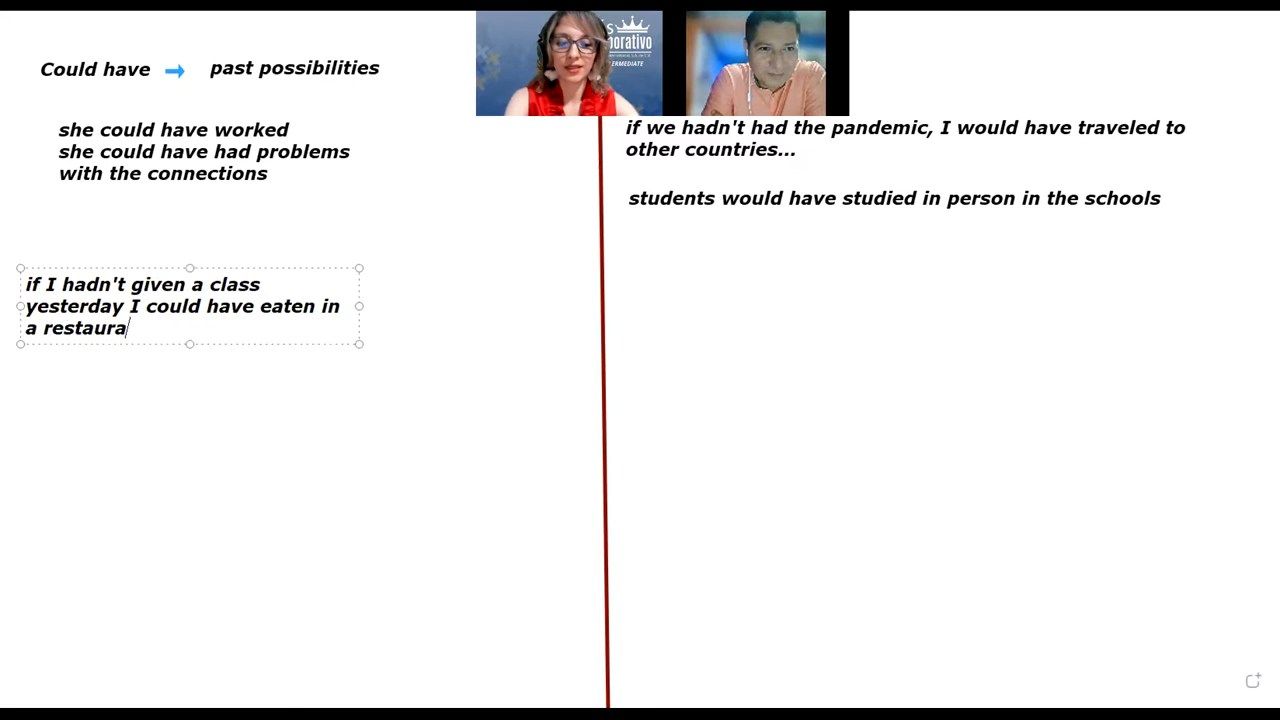 Could have
past possibilities
she could have worked
she could have had problems
with the connections
if I hadn't given a class
yesterday I could have eaten in
a restaura
if we hadn't had the pandemic, I would have traveled to
other countries...
students would have studied in person in the schools